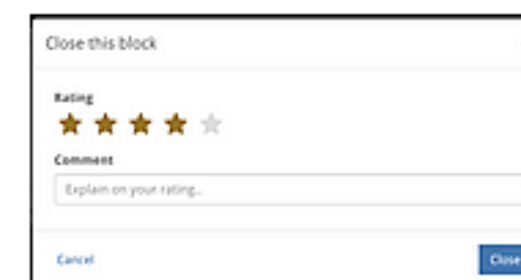 Close this block
Rating
Comment
Explain on your rating...
Cancel
Close